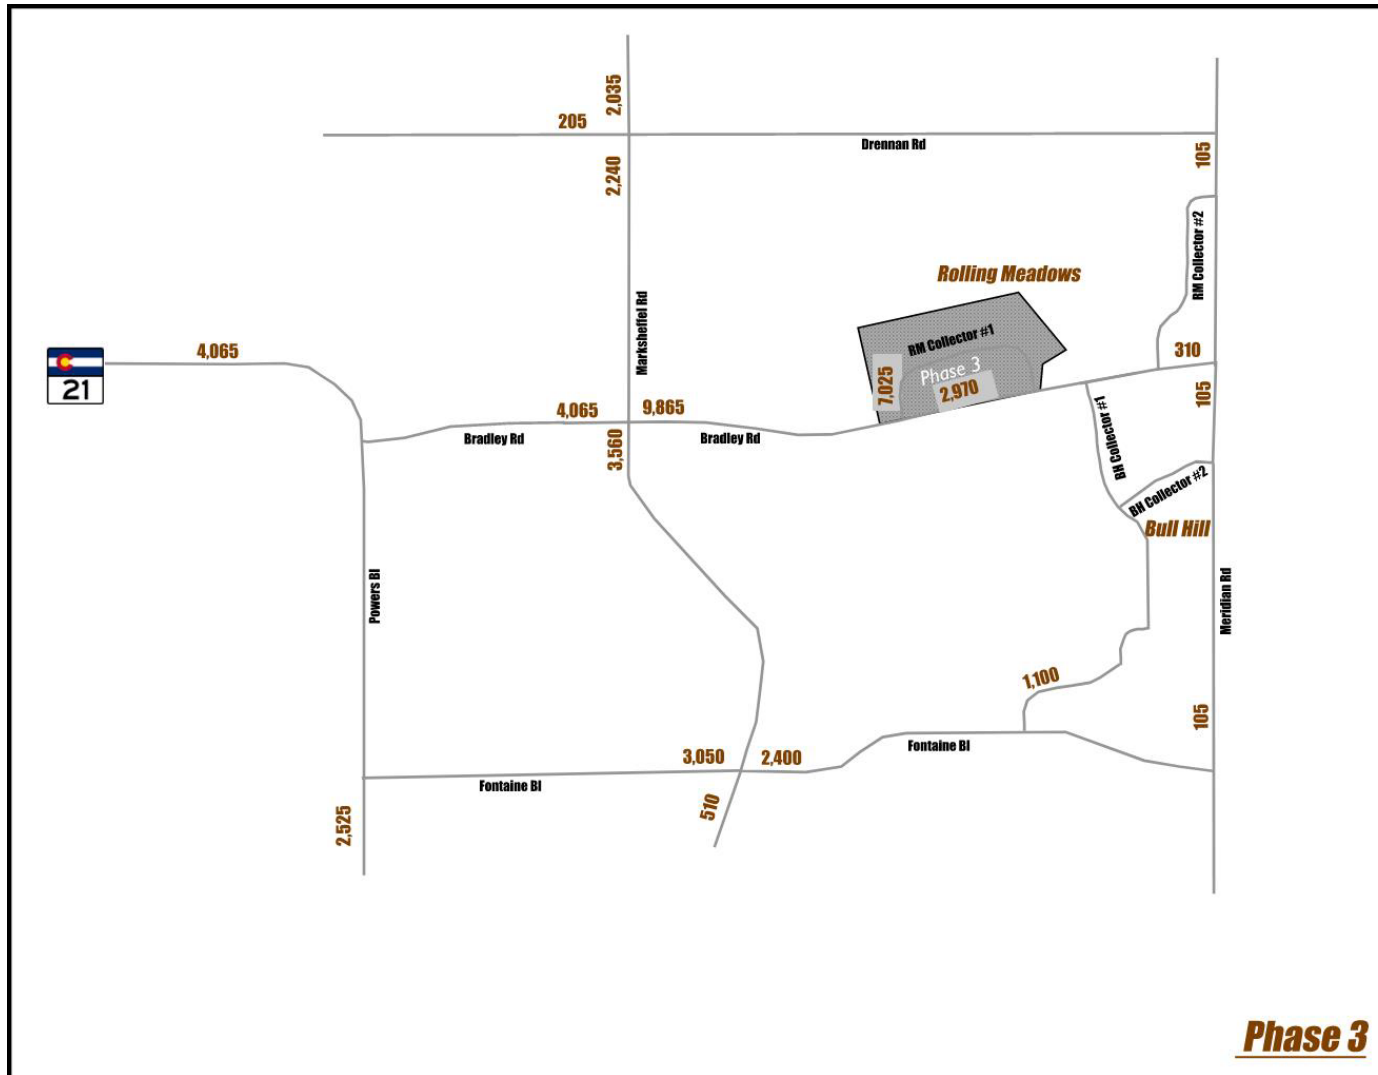 2,035
205
Drennan Rd
2,240
105
RM Collector #2
Rolling Meadows
Marksheffel Rd
RM Collector #1
4,065
21
310
Phase 3
7,025
2,970
105
4,065
9,865
Bradley Rd
Bradley Rd
3,560
BH Collector #1
BH Collector #2
Bull Hill
Powers Bl
Meridian Rd
1,100
105
Fontaine Bl
3,050
2,400
Fontaine Bl
510
2,525
Phase 3